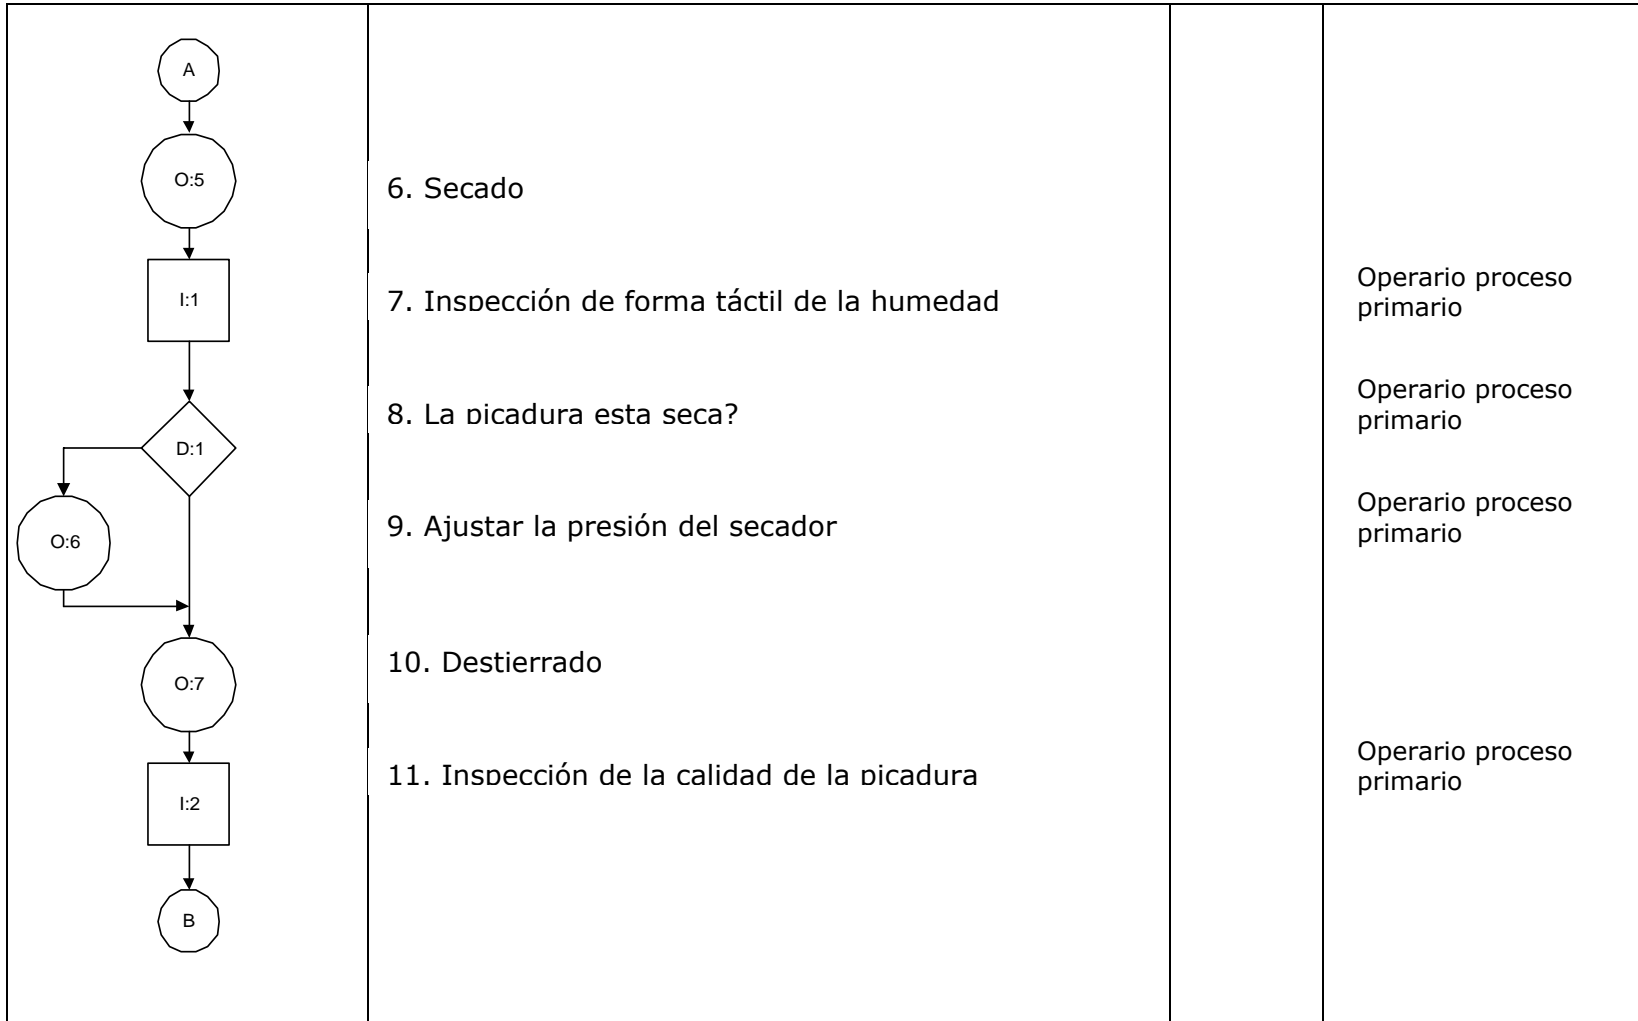 A
O:5
6. Secado
I:1
7. Inspección de forma táctil de la humedad
Operario proceso
primario
D:1
8. La picadura esta seca?
Operario proceso
primario
O:6
9. Ajustar la presión del secador
Operario proceso
primario
O:7
10. Destierrado
I:2
11. Inspección de la calidad de la picadura
Operario proceso
primario
B